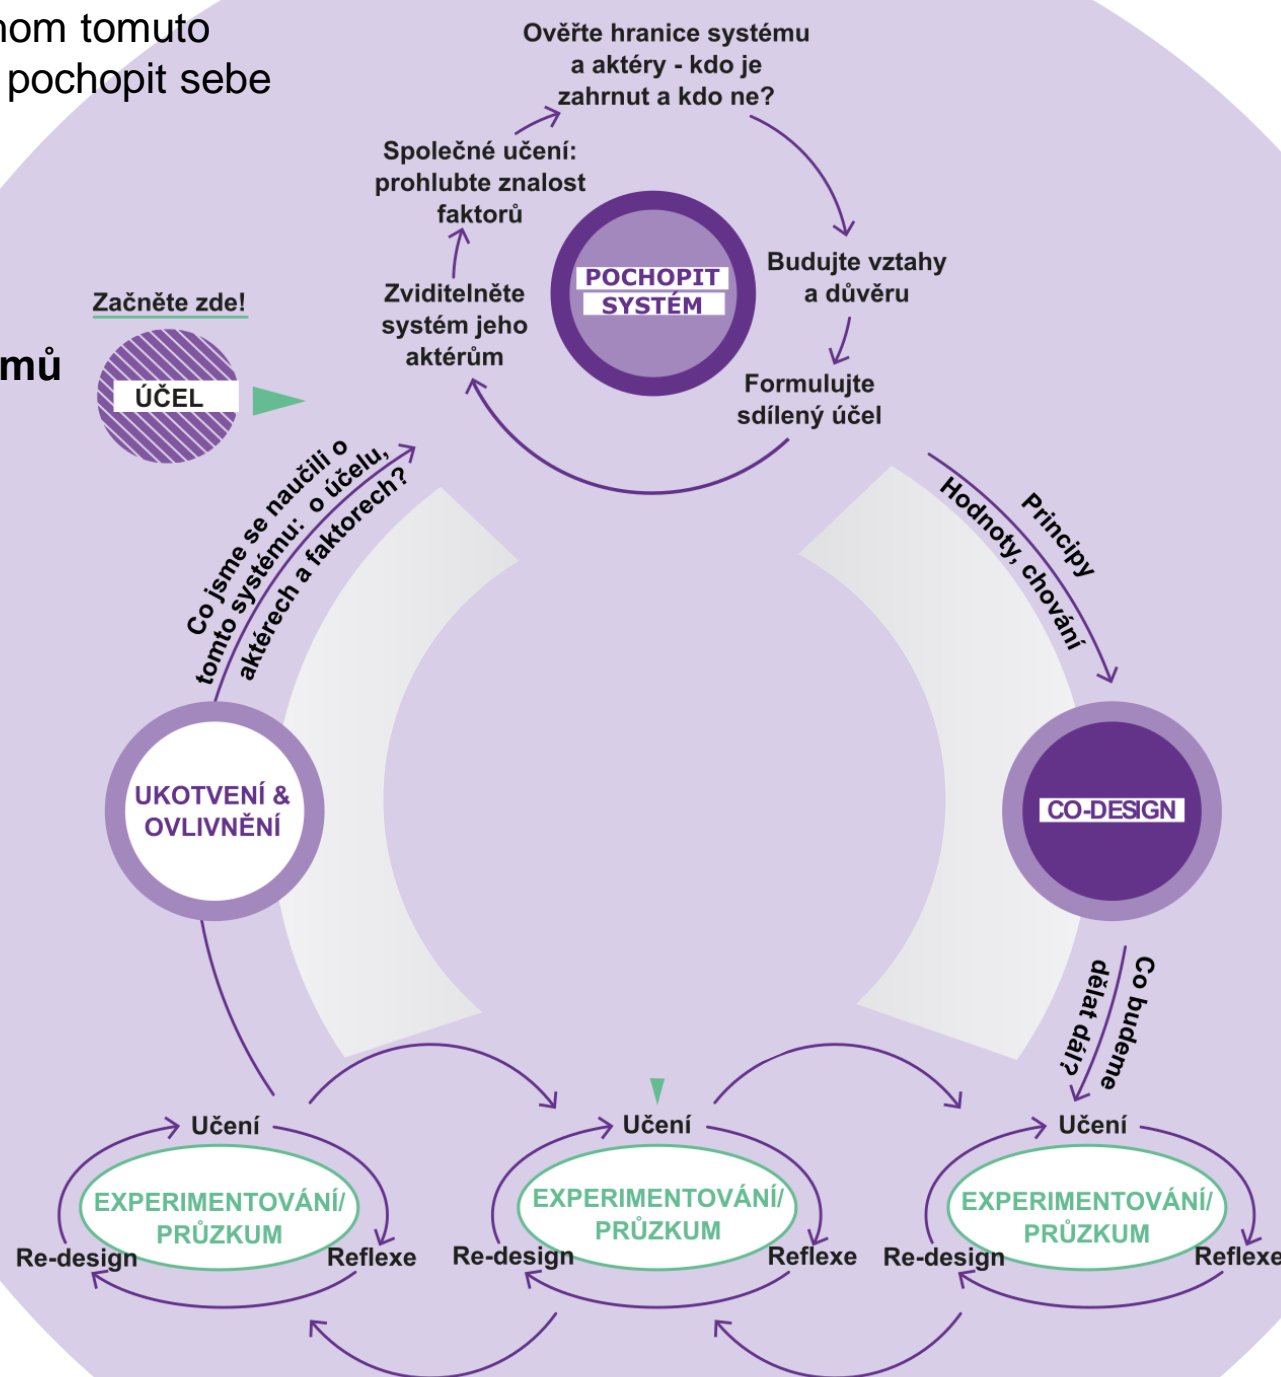 nom tomuto
pochopit sebe
mů
Ověřte hranice systému
a aktéry - kdo je
zahrnut a kdo ne?
Společné učení:
prohlubte znalost
faktorů
Zviditelněte
systém jeho
aktérům
POCHOPIT
SYSTÉM
Budujte vztahy
a důvěru
Formulujte
sdílený účel
Začněte zde!
ÚČEL
Co jsme se naučili o
tomto systému: o účelu,
aktérech a faktorech?
Principy
Hodnoty, chování
UKOTVENÍ &
OVLIVNĚNÍ
CO-DESIGN
Co budeme
dělat dál?
Učení
EXPERIMENTOVÁNÍ/
PRŮZKUM
Re-design
Reflexe
Učení
EXPERIMENTOVÁNÍ/
PRŮZKUM
Re-design
Reflexe
Učení
EXPERIMENTOVÁNÍ/
PRŮZKUM
Re-design
Reflexe